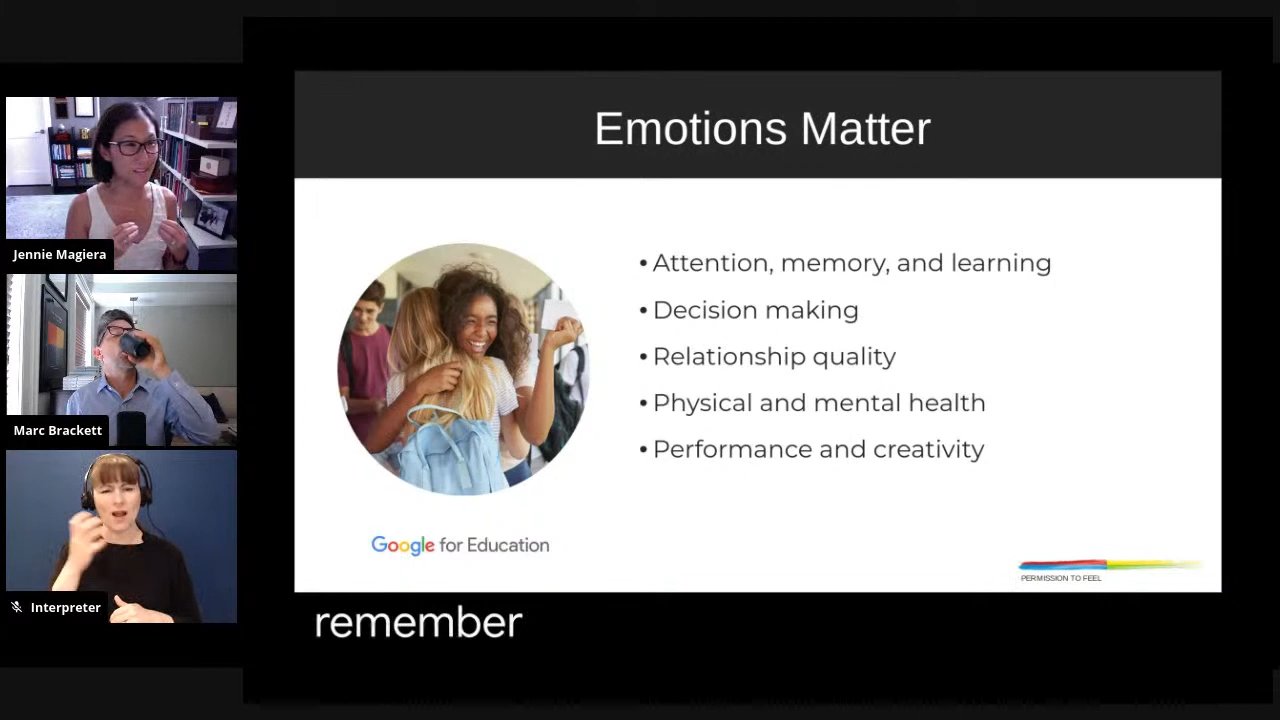 Jennie Magiera
Marc Brackett
Interpreter
Emotions Matter
• Attention, memory, and learning
• Decision making
• Relationship quality
• Physical and mental health
• Performance and creativity
Google for Education
PERMISSION TO FEEL
remember